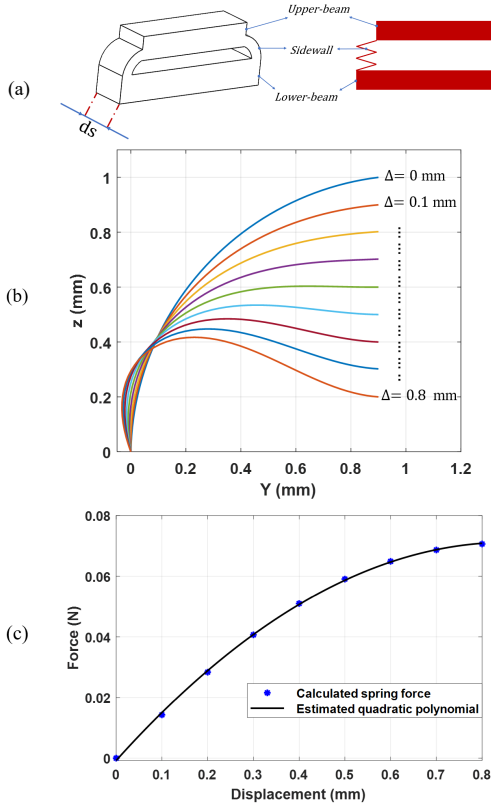 Upper-beam
Sidewall
Lower-beam
(a)
ds
Δ= 0 mm
Δ= 0.1 mm
Δ= 0.8 mm
(b)
z (mm)
1
0.8
0.6
0.4
0.2
0
0 0.2 0.4 0.6 0.8 1 1.2
Y (mm)
(c)
Force (N)
0.08
0.06
0.04
0.02
0
Calculated spring force
Estimated quadratic polynomial
0 0.1 0.2 0.3 0.4 0.5 0.6 0.7 0.8
Displacement (mm)